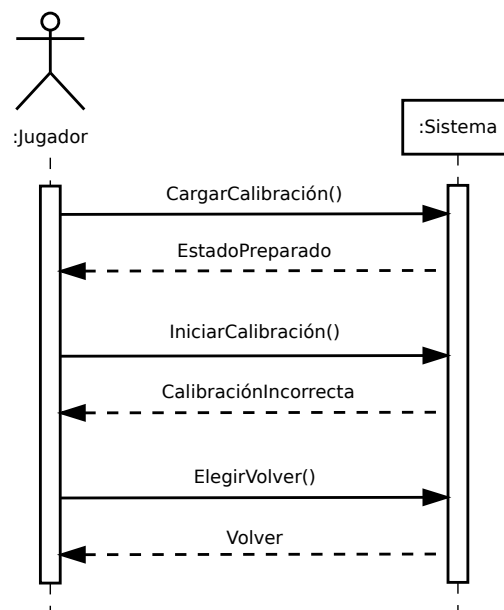 :Jugador
:Sistema
CargarCalibración()
EstadoPreparado
IniciarCalibración()
CalibraciónIncorrecta
ElegirVolver()
Volver